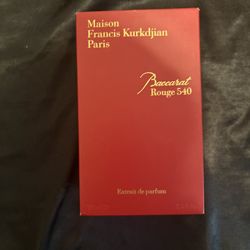 Maison
Francis Kurkdjian
Paris
Baccarat
Rouge 540
Extrait de parfum